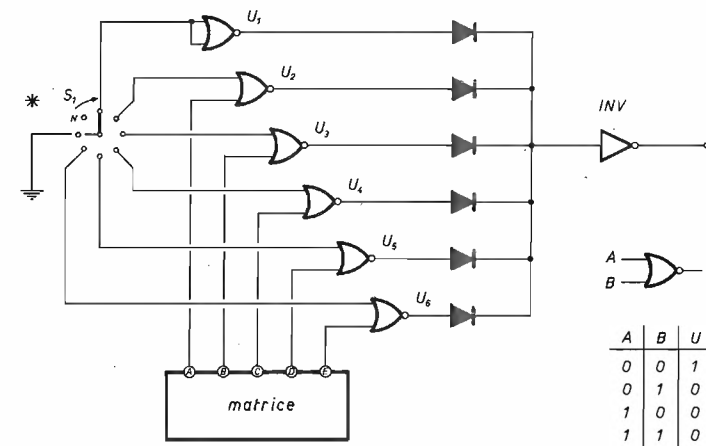 U1
U2
S1
*
N
U3
INV
U4
U5
A
B
U6
A B C D E
matrice
A B U
0 0 1
0 1 0
1 0 0
1 1 0